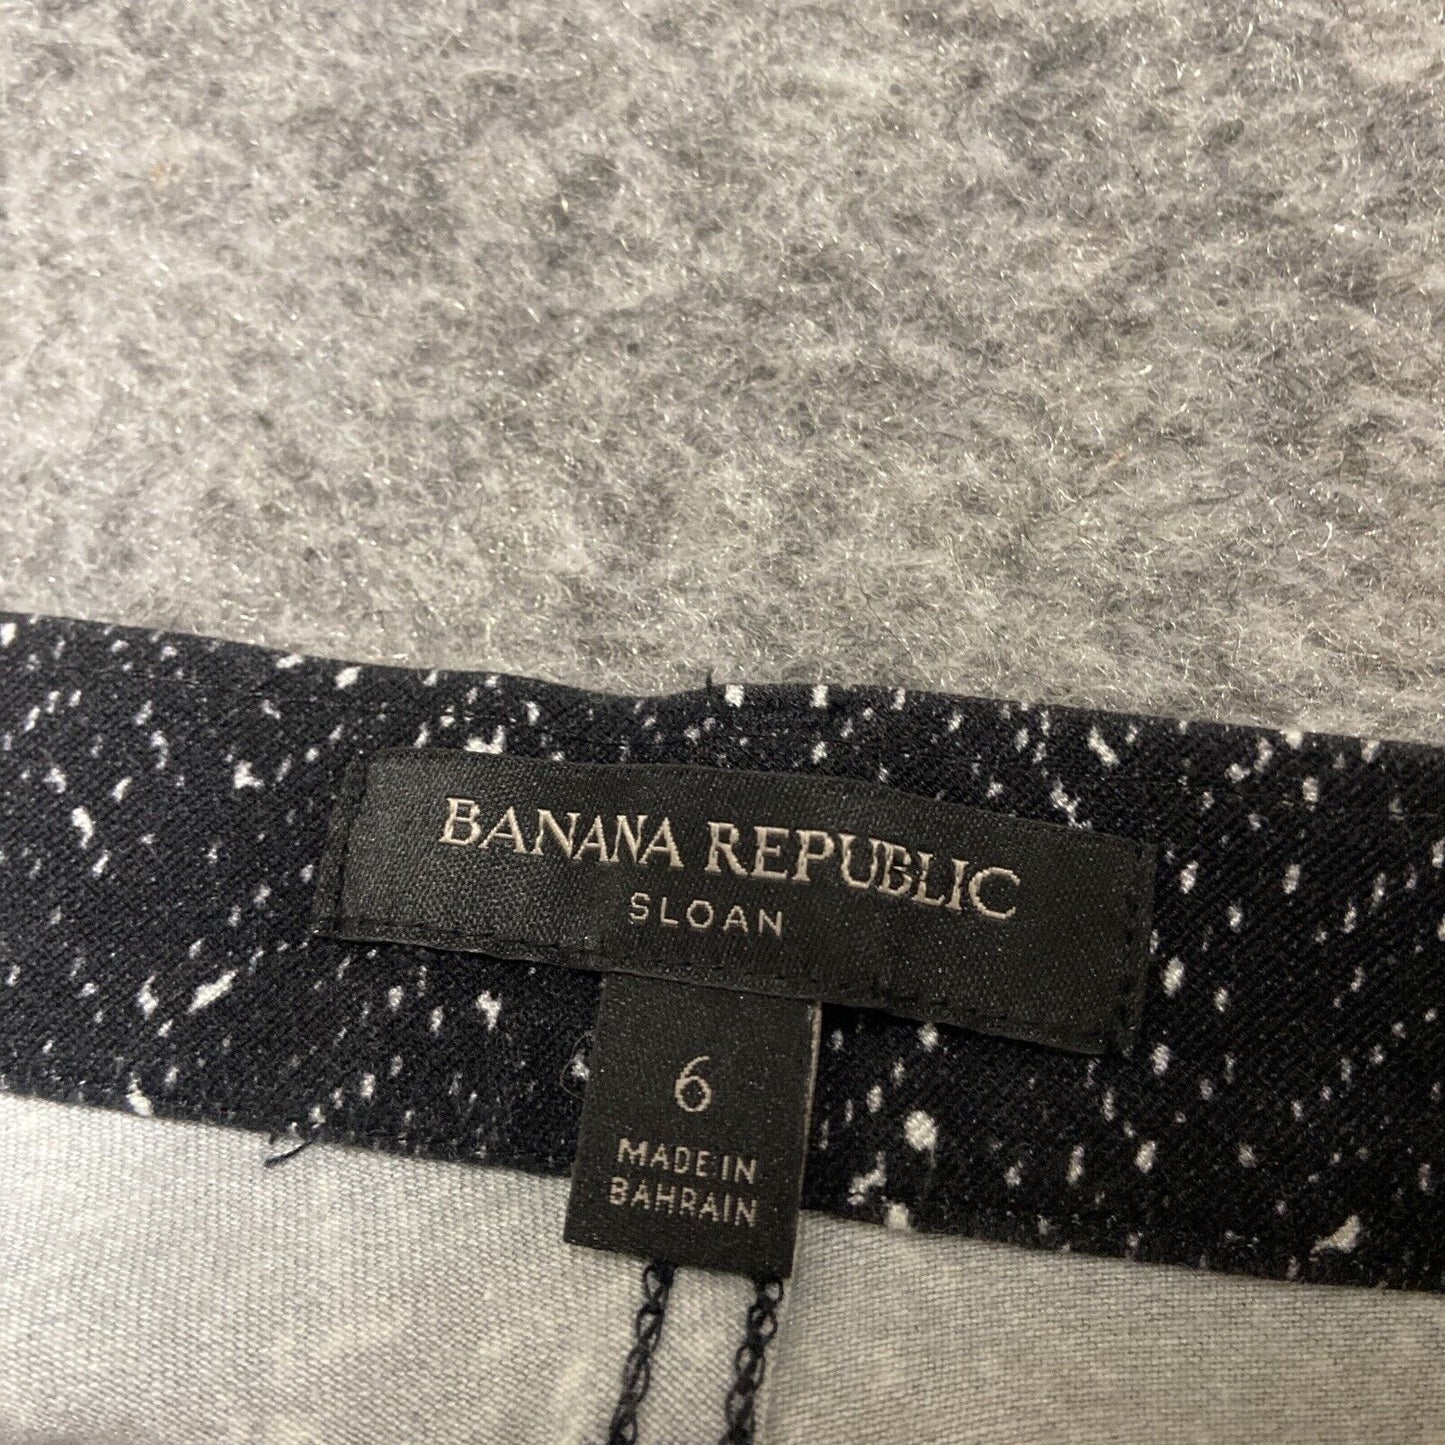 BANANA REPUBLIC
SLOAN
6
MADE IN
BAHRAIN